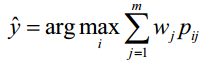 ŷ = arg max_i ∑_{j=1}^{m} w_j p_{ij}